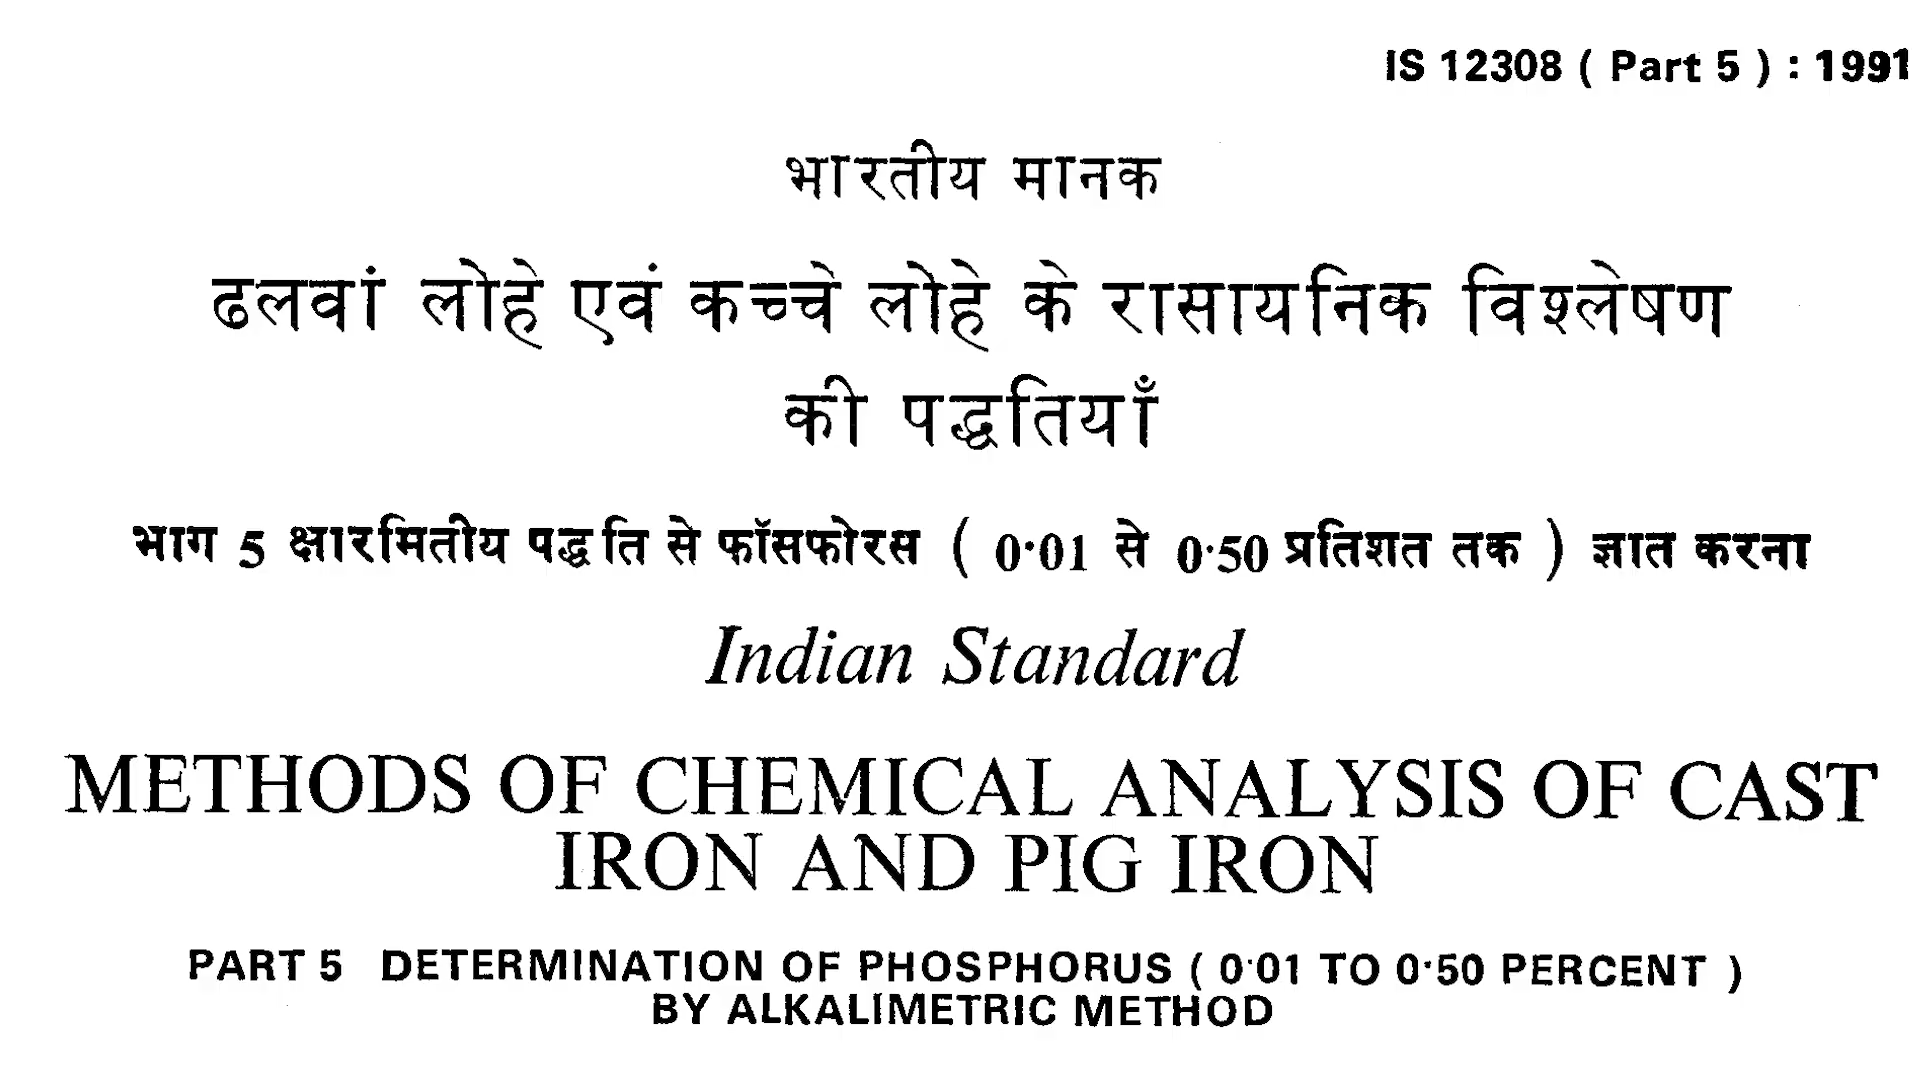 IS 12308 ( Part 5 ) : 1991
भारतीय मानक
ढलवां लोहे एवं कच्चे लोहे के रासायनिक विश्लेषण
की पद्धतियाँ
भाग 5 क्षारमितीय पद्धति से फॉसफोरस ( 0·01 से 0·50 प्रतिशत तक ) ज्ञात करना
Indian Standard
METHODS OF CHEMICAL ANALYSIS OF CAST
IRON AND PIG IRON
PART 5 DETERMINATION OF PHOSPHORUS ( 0·01 TO 0·50 PERCENT )
BY ALKALIMETRIC METHOD